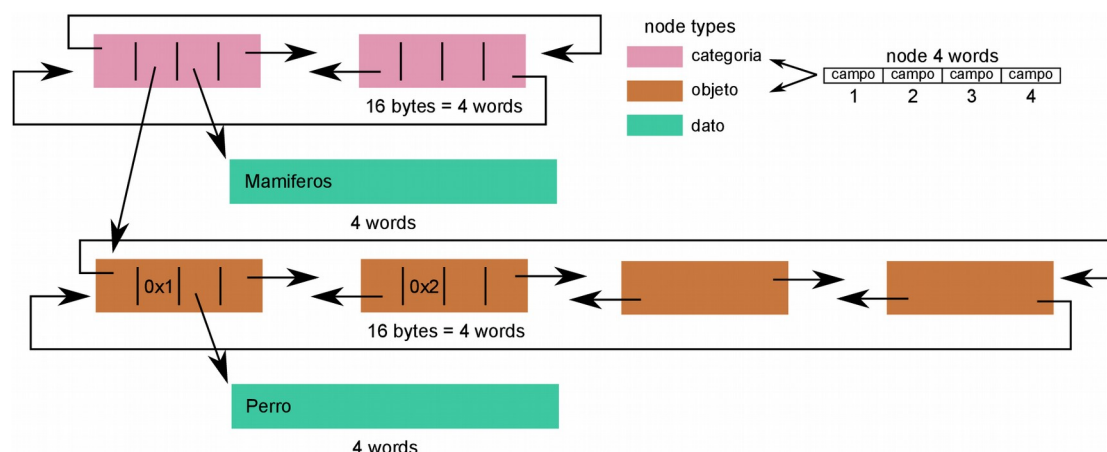 node types
categoria
objeto
dato
node 4 words
campo campo campo campo
1 2 3 4
16 bytes = 4 words
Mamiferos
4 words
0x1 0x2
16 bytes = 4 words
Perro
4 words